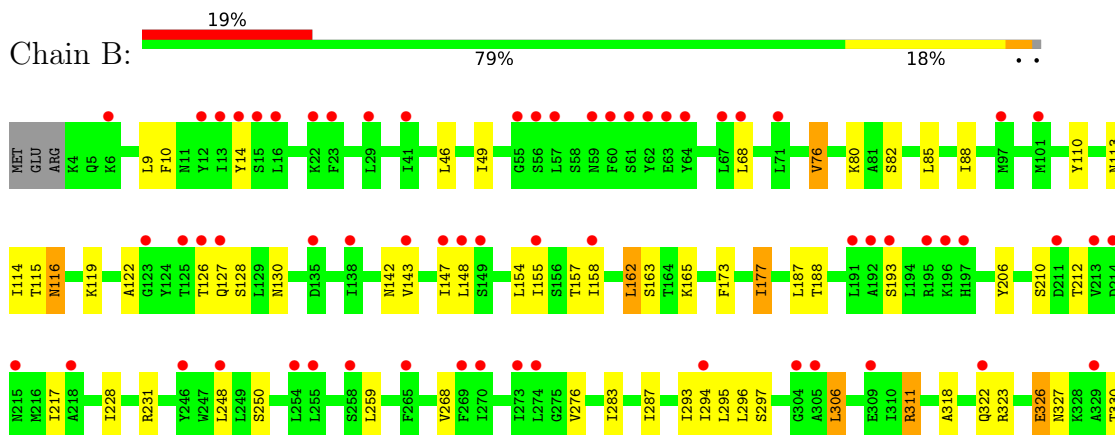 19%
Chain B:
79% 18% . .
MET GLU ARG K4 Q5 K6 L9 F10 N11 Y12 I13 Y14 S15 L16 K22 F23 L29 I41 L46 I49 G55 S56 L57 S58 N59 F60 S61 Y62 E63 Y64 L67 L68 L71 V76 K80 A81 S82 L85 I88 M97 M101 Y110 N113
I114 T115 N116 K119 A122 G123 Y124 T125 T126 Q127 S128 L129 N130 D135 I138 N142 V143 I147 L148 S149 L154 I155 S156 T157 I158 L162 S163 T164 K165 F173 I177 L187 T188 L191 A192 S193 L194 R195 K196 H197 Y206 S210 D211 T212 V213 D214
N215 M216 I217 A218 I228 R231 Y246 W247 L248 L249 S250 L254 L255 S258 L259 F265 V268 F269 I270 I273 L274 G275 V276 I283 I287 I293 I294 L295 L296 S297 G304 A305 L306 E309 I310 R311 A318 Q322 R323 E326 N327 K328 A329